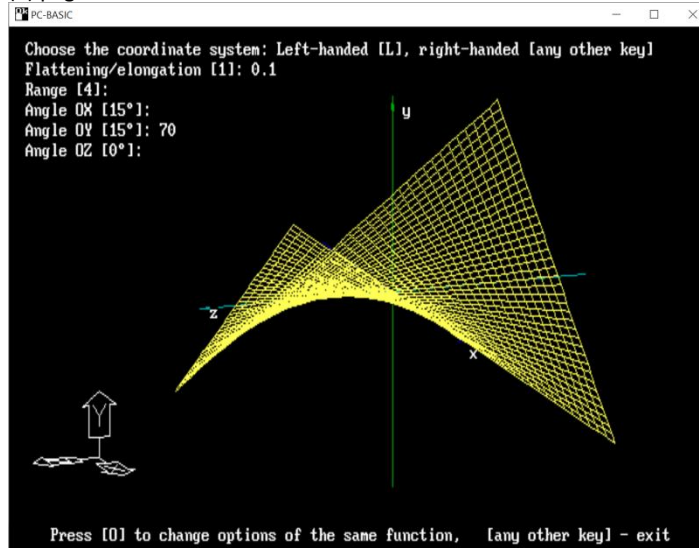 PC-BASIC
Choose the coordinate system: Left-handed [L], right-handed [any other key]
Flattening/elongation [1]: 0.1
Range [4]:
Angle OX [15°]:
Angle OY [15°]: 70
Angle OZ [0°]:
y
z
x
Y
Press [O] to change options of the same function, [any other key] - exit